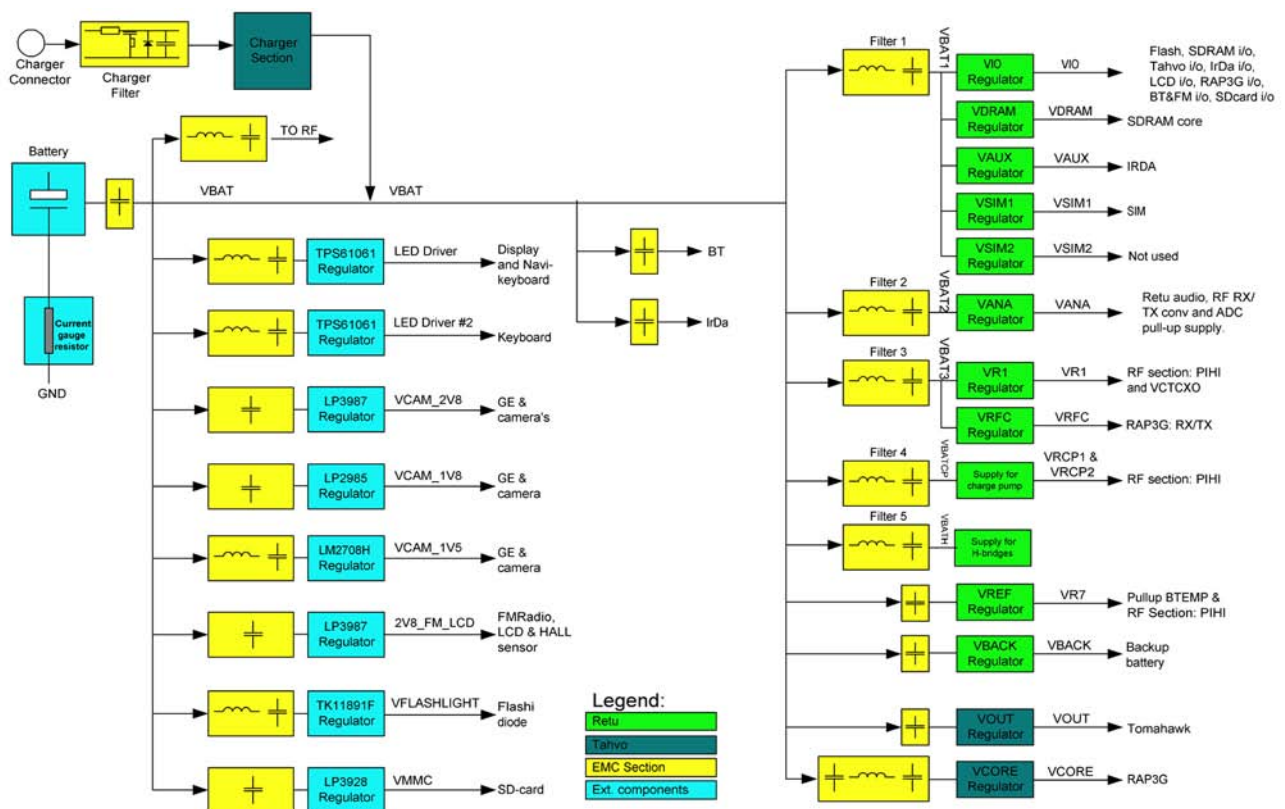 Charger
Connector
Charger
Filter
Charger
Section
TO RF
Battery
VBAT
VBAT
Current
gauge
resistor
GND
TPS61061
Regulator
LED Driver
Display
and Navi-
keyboard
TPS61061
Regulator
LED Driver #2
Keyboard
LP3987
Regulator
VCAM_2V8
GE &
camera's
LP2985
Regulator
VCAM_1V8
GE &
camera
LM2708H
Regulator
VCAM_1V5
GE &
camera
LP3987
Regulator
2V8_FM_LCD
FMRadio,
LCD & HALL
sensor
TK11891F
Regulator
VFLASHLIGHT
Flashi
diode
LP3928
Regulator
VMMC
SD-card
BT
IrDa
Legend:
Retu
Tahvo
EMC Section
Ext. components
Filter 1
VBAT1
VIO
Regulator
VIO
Flash, SDRAM i/o,
Tahvo i/o, IrDa i/o,
LCD i/o, RAP3G i/o,
BT&FM i/o, SDcard i/o
VDRAM
Regulator
VDRAM
SDRAM core
VAUX
Regulator
VAUX
IRDA
VSIM1
Regulator
VSIM1
SIM
VSIM2
Regulator
VSIM2
Not used
Filter 2
VBAT2
VANA
Regulator
VANA
Retu audio, RF RX/
TX conv and ADC
pull-up supply.
Filter 3
VBAT3
VR1
Regulator
VR1
RF section: PIHI
and VCTCXO
VRFC
Regulator
VRFC
RAP3G: RX/TX
Filter 4
VBATCP
Supply for
charge pump
VRCP1 &
VRCP2
RF section: PIHI
Filter 5
VBATH
Supply for
H-bridges
VREF
Regulator
VR7
Pullup BTEMP &
RF Section: PIHI
VBACK
Regulator
VBACK
Backup
battery
VOUT
Regulator
VOUT
Tomahawk
VCORE
Regulator
VCORE
RAP3G